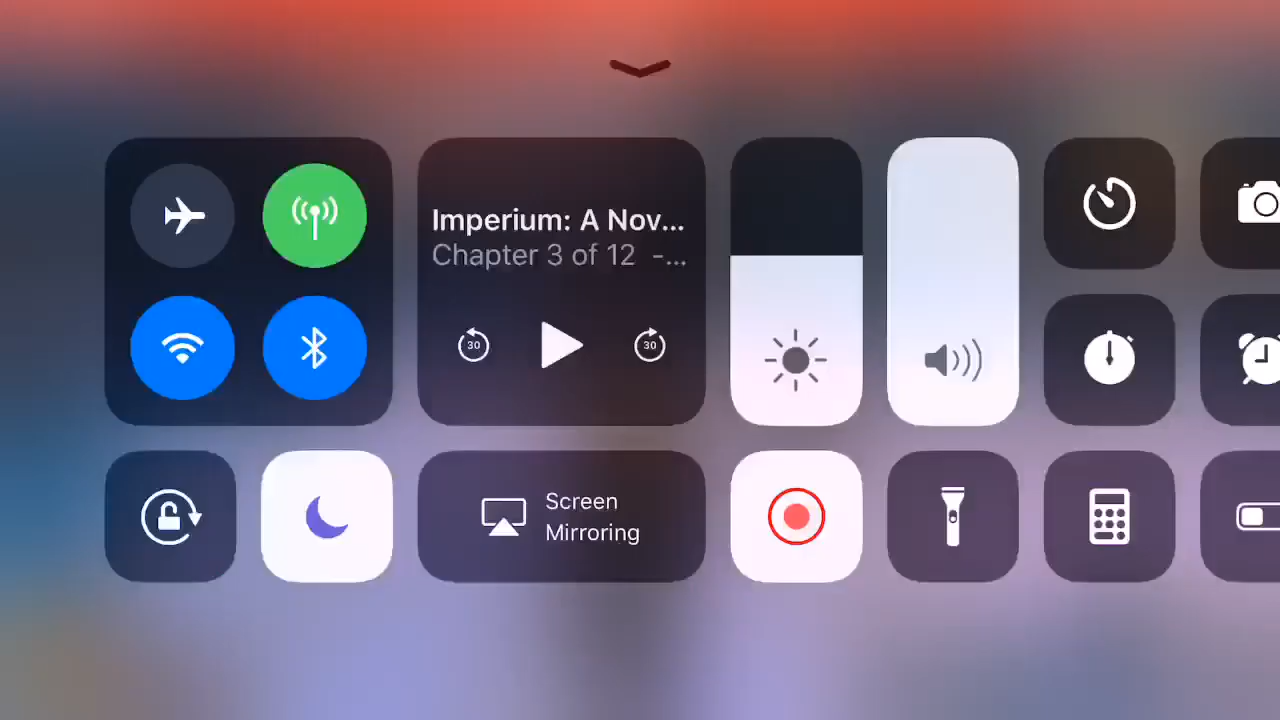 Imperium: A Nov...
Chapter 3 of 12 -...
30
30
Screen
Mirroring